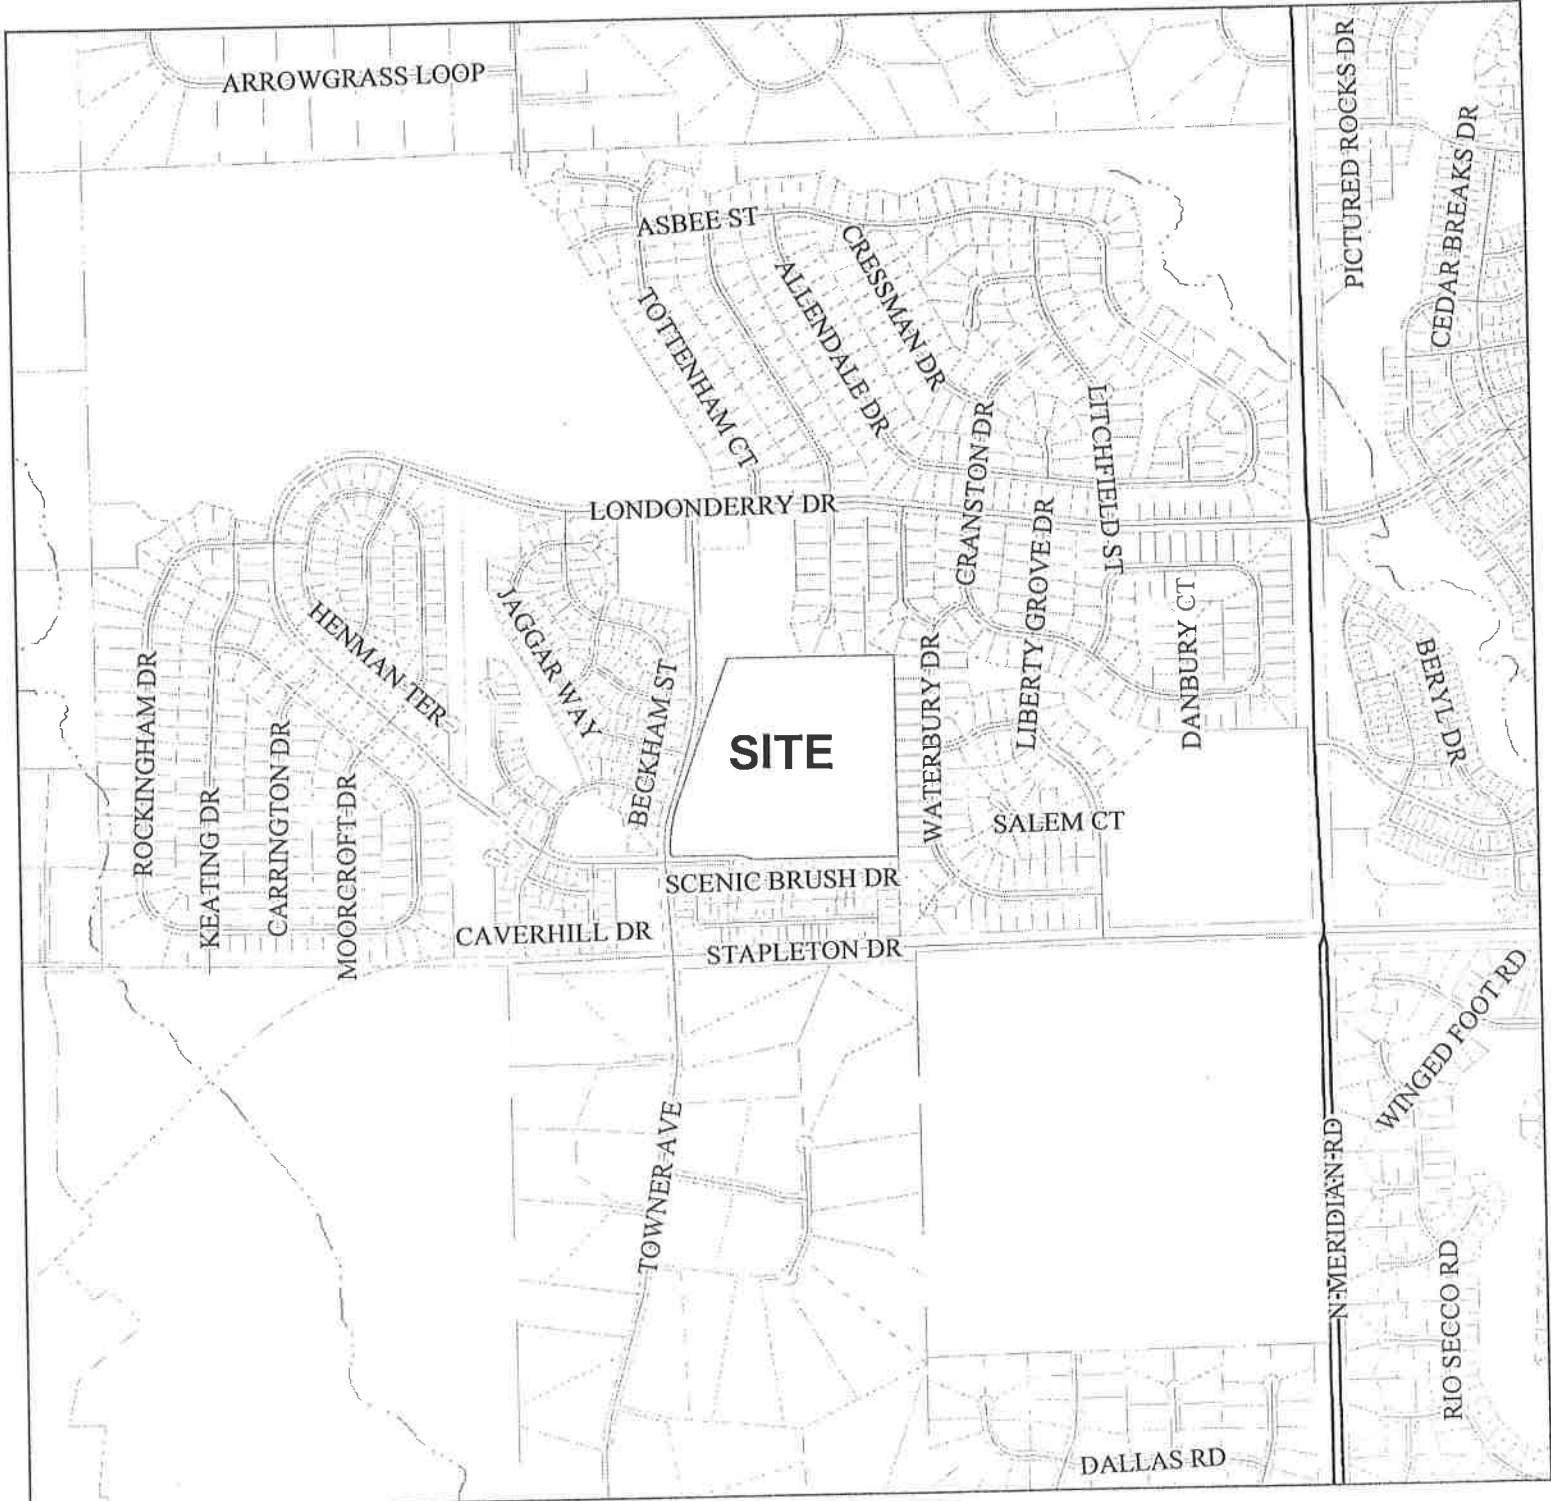 ARROWGRASS LOOP
PICTURED ROCKS DR
CEDAR BREAKS DR
ASBEE ST
CRESSMAN DR
ALLENDALE DR
TOTTENHAM CT
LITCHFIELD ST
CRANSTON DR
LONDONDERRY DR
LIBERTY GROVE DR
DANBURY CT
JAGGAR WAY
HENMAN TER
BERYL DR
ROCKINGHAM DR
WATERBURY DR
BECKHAM ST
SITE
CARRINGTON DR
KEATING DR
MOORCROFT DR
SALEM CT
SCENIC BRUSH DR
CAVERHILL DR
STAPLETON DR
WINGED FOOT RD
TOWNER AVE
N MERIDIAN RD
RIO SECCO RD
DALLAS RD